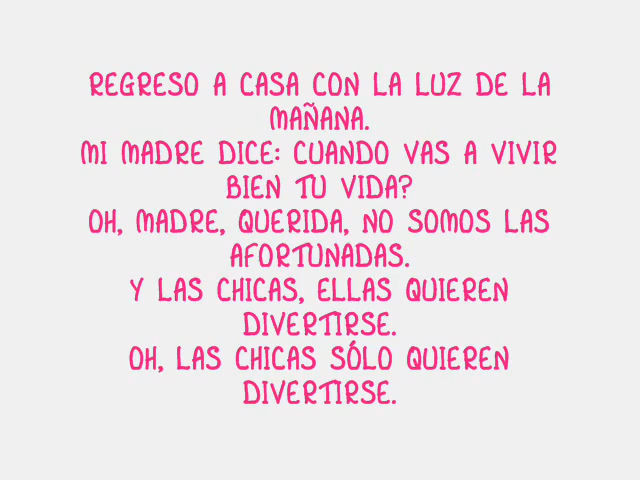 REGRESO A CASA CON LA LUZ DE LA
MAÑANA.
MI MADRE DICE: CUANDO VAS A VIVIR
BIEN TU VIDA?
OH, MADRE, QUERIDA, NO SOMOS LAS
AFORTUNADAS.
Y LAS CHICAS, ELLAS QUIEREN
DIVERTIRSE.
OH, LAS CHICAS SÓLO QUIEREN
DIVERTIRSE.